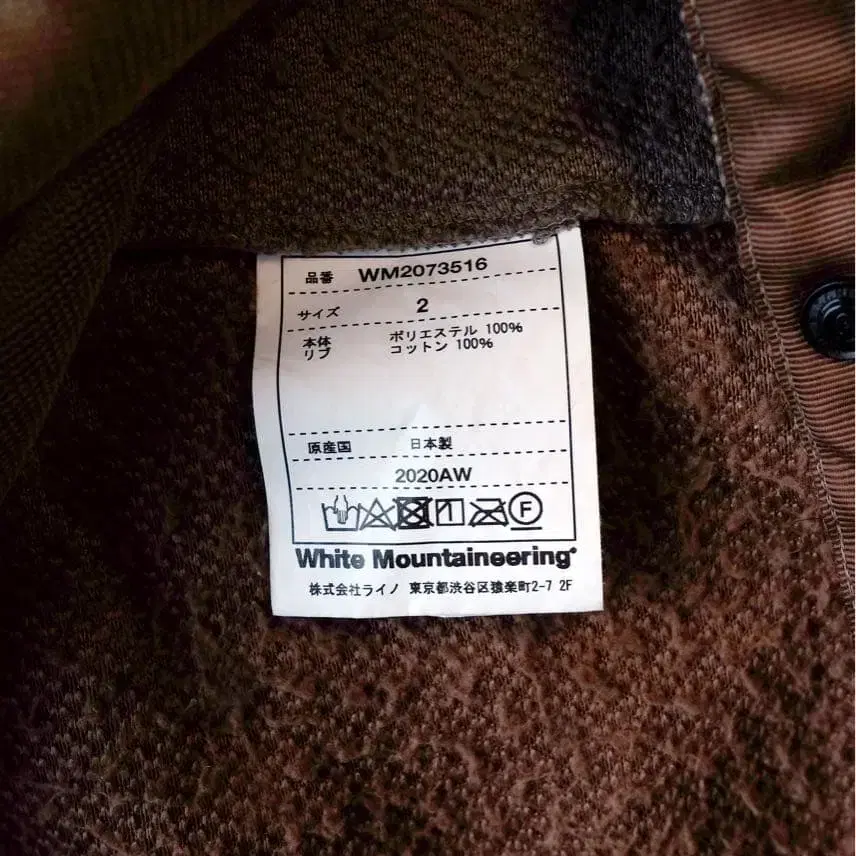 品番 WM2073516
サイズ 2
本体 ポリエステル 100%
リブ コットン 100%
原産国 日本製
2020AW
F
White Mountaineering®
株式会社ライノ 東京都渋谷区猿楽町2-7 2F